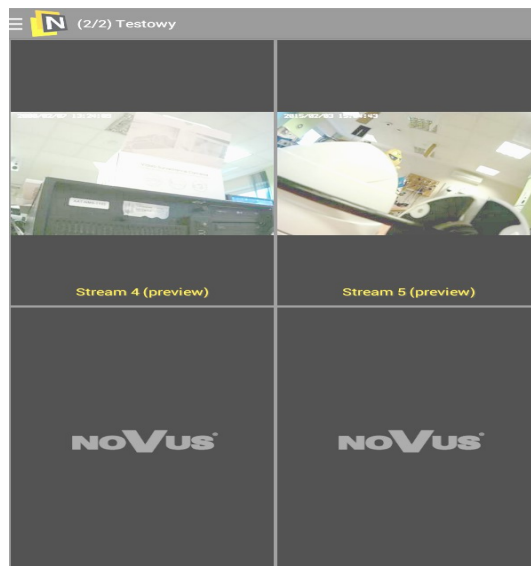 N (2/2) Testowy
Stream 4 (preview)
Stream 5 (preview)
NOVUS
NOVUS